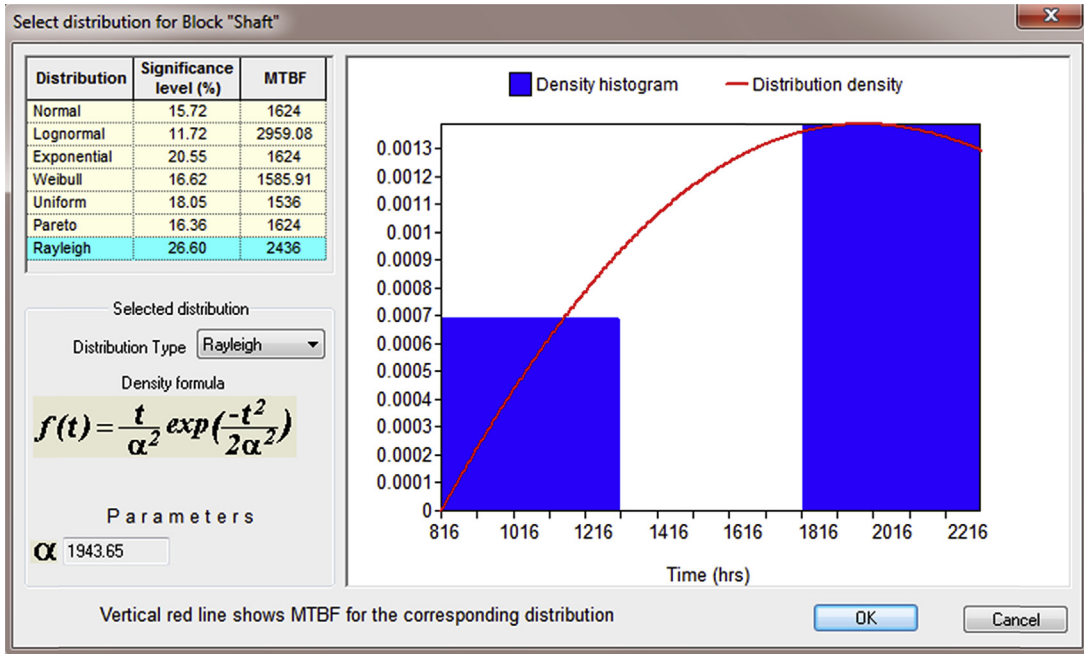 Select distribution for Block "Shaft"
x
Distribution Significance level (%) MTBF
Normal 15.72 1624
Lognormal 11.72 2959.08
Exponential 20.55 1624
Weibull 16.62 1585.91
Uniform 18.05 1536
Pareto 16.36 1624
Rayleigh 26.60 2436
Selected distribution
Distribution Type Rayleigh
Density formula
f(t)=t/α² exp(-t²/2α²)
Parameters
α 1943.65
Density histogram Distribution density
0.0013
0.0012
0.0011
0.001
0.0009
0.0008
0.0007
0.0006
0.0005
0.0004
0.0003
0.0002
0.0001
0
816 1016 1216 1416 1616 1816 2016 2216
Time (hrs)
Vertical red line shows MTBF for the corresponding distribution
OK Cancel